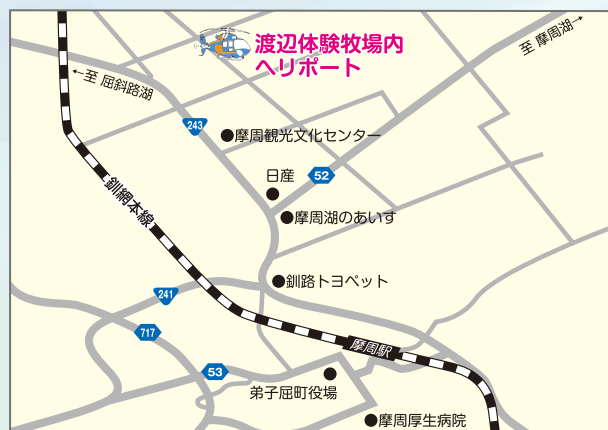 渡辺体験牧場内
ヘリポート
至 摩周湖→
←至 屈斜路湖
243
摩周観光文化センター
日産
52
釧網本線
摩周湖のあいす
釧路トヨペット
241
717
摩周駅
53
弟子屈町役場
摩周厚生病院